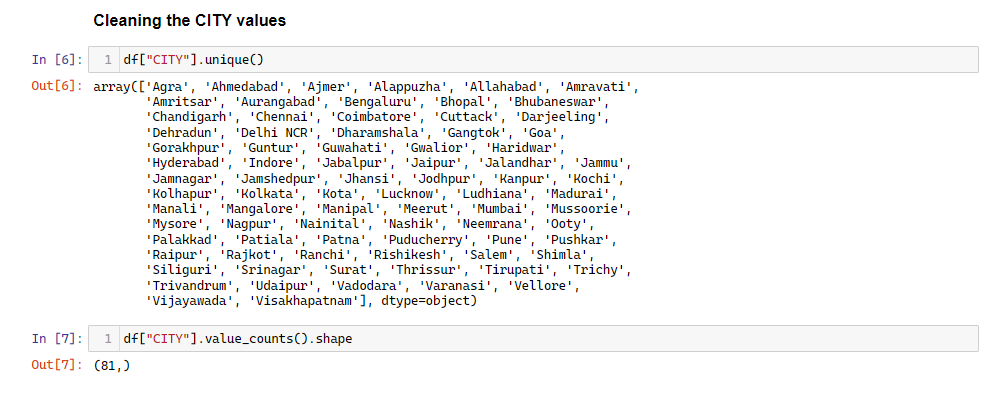 Cleaning the CITY values
In [6]: 1 df["CITY"].unique()
Out[6]: array(['Agra', 'Ahmedabad', 'Ajmer', 'Alappuzha', 'Allahabad', 'Amravati',
'Amritsar', 'Aurangabad', 'Bengaluru', 'Bhopal', 'Bhubaneswar',
'Chandigarh', 'Chennai', 'Coimbatore', 'Cuttack', 'Darjeeling',
'Dehradun', 'Delhi NCR', 'Dharamshala', 'Gangtok', 'Goa',
'Gorakhpur', 'Guntur', 'Guwahati', 'Gwalior', 'Haridwar',
'Hyderabad', 'Indore', 'Jabalpur', 'Jaipur', 'Jalandhar', 'Jammu',
'Jamnagar', 'Jamshedpur', 'Jhansi', 'Jodhpur', 'Kanpur', 'Kochi',
'Kolhapur', 'Kolkata', 'Kota', 'Lucknow', 'Ludhiana', 'Madurai',
'Manali', 'Mangalore', 'Manipal', 'Meerut', 'Mumbai', 'Mussoorie',
'Mysore', 'Nagpur', 'Nainital', 'Nashik', 'Neemrana', 'Ooty',
'Palakkad', 'Patiala', 'Patna', 'Puducherry', 'Pune', 'Pushkar',
'Raipur', 'Rajkot', 'Ranchi', 'Rishikesh', 'Salem', 'Shimla',
'Siliguri', 'Srinagar', 'Surat', 'Thrissur', 'Tirupati', 'Trichy',
'Trivandrum', 'Udaipur', 'Vadodara', 'Varanasi', 'Vellore',
'Vijayawada', 'Visakhapatnam'], dtype=object)
In [7]: 1 df["CITY"].value_counts().shape
Out[7]: (81,)